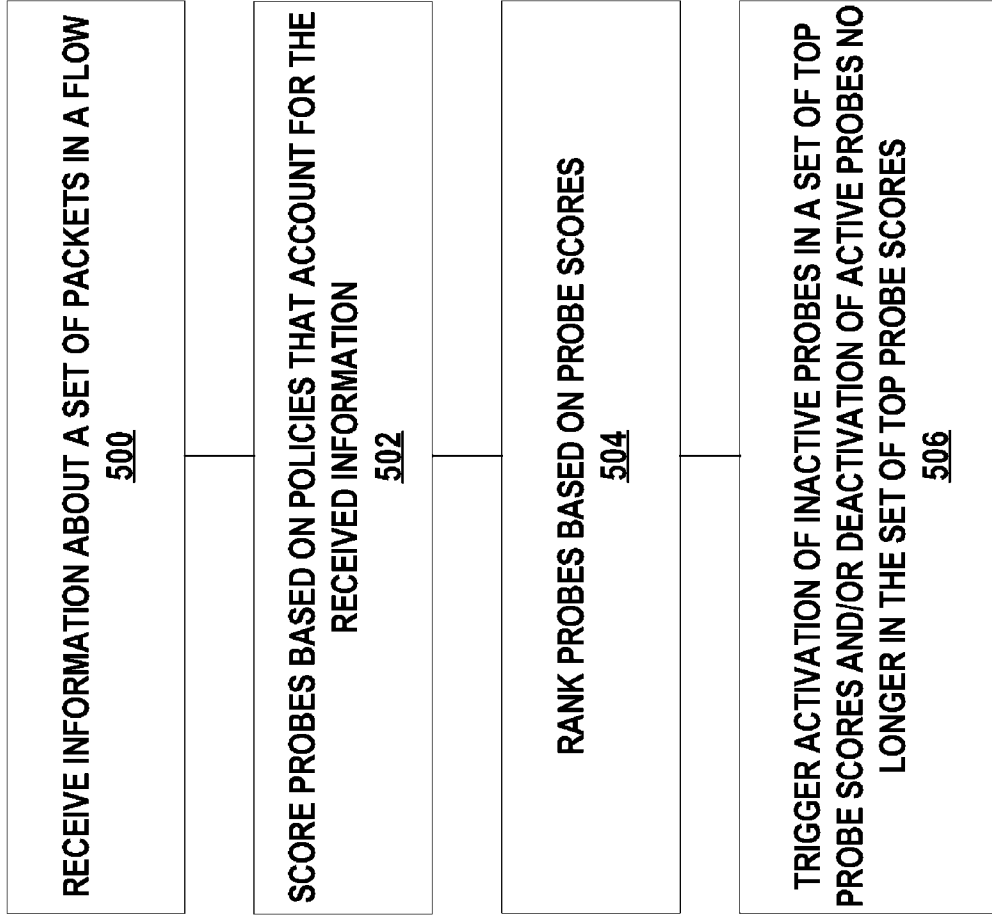 RECEIVE INFORMATION ABOUT A SET OF PACKETS IN A FLOW
500
SCORE PROBES BASED ON POLICIES THAT ACCOUNT FOR THE
RECEIVED INFORMATION
502
RANK PROBES BASED ON PROBE SCORES
504
TRIGGER ACTIVATION OF INACTIVE PROBES IN A SET OF TOP
PROBE SCORES AND/OR DEACTIVATION OF ACTIVE PROBES NO
LONGER IN THE SET OF TOP PROBE SCORES
506